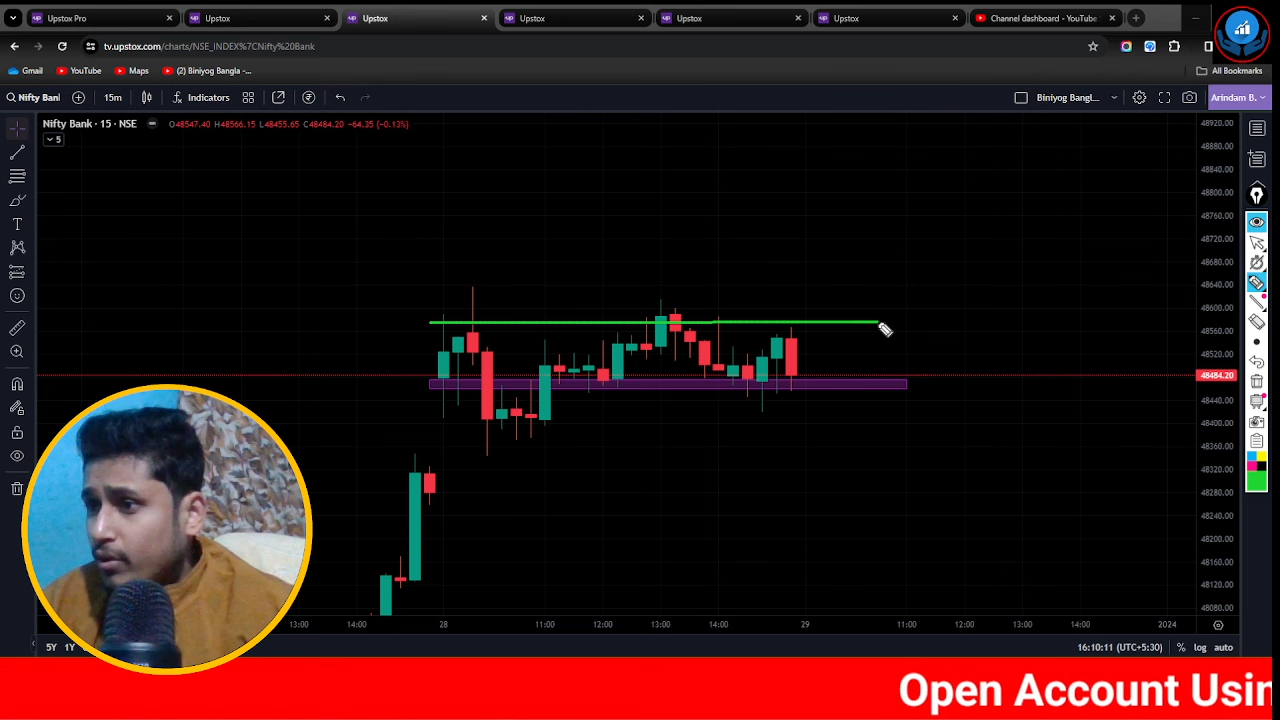 Upstox Pro
Upstox
Upstox
Upstox
Upstox
Upstox
Channel dashboard - YouTube
tv.upstox.com/charts/NSE_INDEX%7CNifty%20Bank
Gmail
YouTube
Maps
(2) Biniyog Bangla -...
All Bookmarks
Nifty Banl
15m
Indicators
Biniyog Bangl...
Arindam B.
Nifty Bank · 15 · NSE
O48547.40 H48566.15 L48455.65 C48484.20 -64.35 (-0.13%)
5
48920.00
48880.00
48840.00
48800.00
48760.00
48720.00
48680.00
48640.00
48600.00
48560.00
48520.00
48484.20
48440.00
48400.00
48360.00
48320.00
48280.00
48240.00
48200.00
48160.00
48120.00
48080.00
13:00
14:00
28
11:00
12:00
13:00
14:00
29
11:00
12:00
13:00
14:00
2024
5Y
1Y
16:10:11 (UTC+5:30)
%
log
auto
Open Account Usin